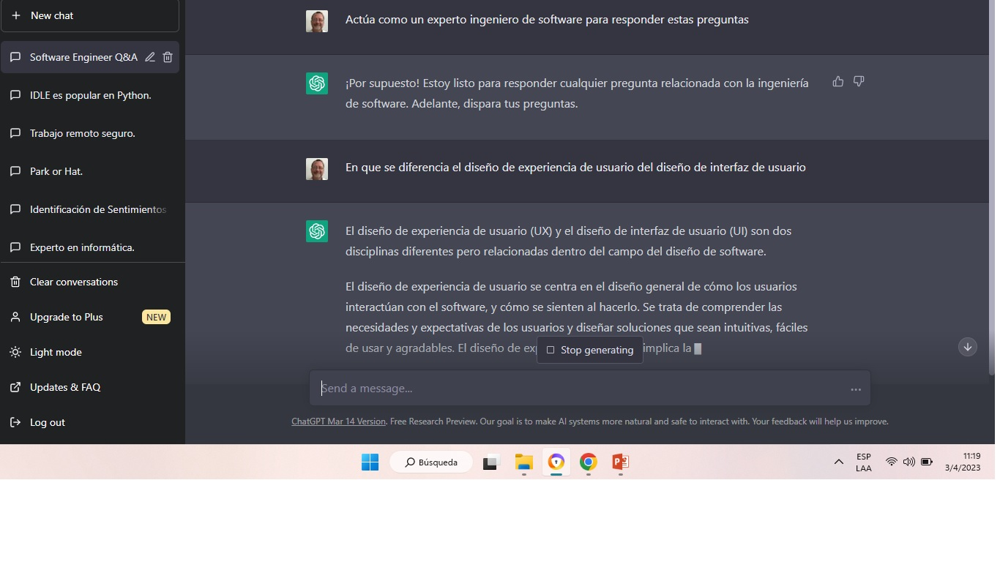 New chat
Software Engineer Q&A
IDLE es popular en Python.
Trabajo remoto seguro.
Park or Hat.
Identificación de Sentimientos
Experto en informática.
Clear conversations
Upgrade to Plus NEW
Light mode
Updates & FAQ
Log out
Actúa como un experto ingeniero de software para responder estas preguntas
¡Por supuesto! Estoy listo para responder cualquier pregunta relacionada con la ingeniería
de software. Adelante, dispara tus preguntas.
En que se diferencia el diseño de experiencia de usuario del diseño de interfaz de usuario
El diseño de experiencia de usuario (UX) y el diseño de interfaz de usuario (UI) son dos
disciplinas diferentes pero relacionadas dentro del campo del diseño de software.
El diseño de experiencia de usuario se centra en el diseño general de cómo los usuarios
interactúan con el software, y cómo se sienten al hacerlo. Se trata de comprender las
necesidades y expectativas de los usuarios y diseñar soluciones que sean intuitivas, fáciles
de usar y agradables. El diseño de exp implica la
Stop generating
Send a message...
ChatGPT Mar 14 Version. Free Research Preview. Our goal is to make AI systems more natural and safe to interact with. Your feedback will help us improve.
Búsqueda
ESP
LAA
11:19
3/4/2023